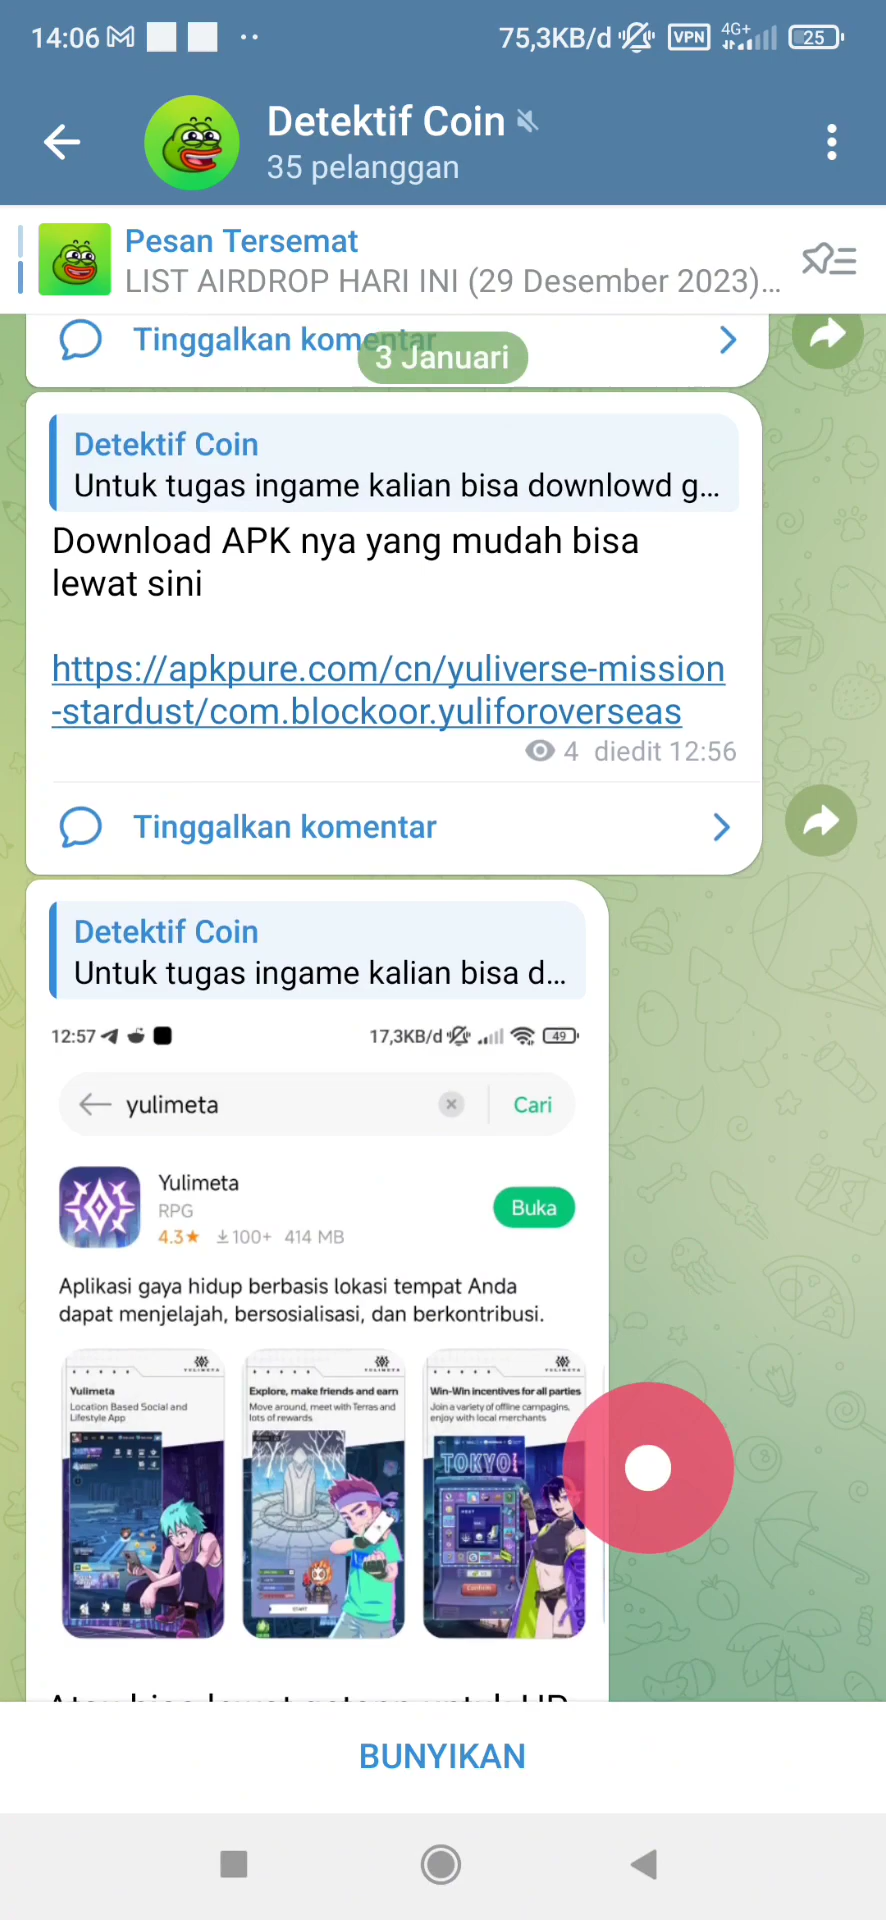 14:06
75,3KB/d
VPN
4G+
25
Detektif Coin
35 pelanggan
Pesan Tersemat
LIST AIRDROP HARI INI (29 Desember 2023)...
Tinggalkan komentar
3 Januari
Detektif Coin
Untuk tugas ingame kalian bisa downlowd g...
Download APK nya yang mudah bisa
lewat sini
https://apkpure.com/cn/yuliverse-mission
-stardust/com.blockoor.yuliforoverseas
4 diedit 12:56
Tinggalkan komentar
Detektif Coin
Untuk tugas ingame kalian bisa d...
12:57
17,3KB/d
49
yulimeta
Cari
Yulimeta
RPG
4.3★ 100+ 414 MB
Buka
Aplikasi gaya hidup berbasis lokasi tempat Anda
dapat menjelajah, bersosialisasi, dan berkontribusi.
YULIMETA
Yulimeta
Location Based Social and
Lifestyle App
YULIMETA
Explore, make friends and earn
Move around, meet with Terras and
lots of rewards
START
YULIMETA
Win-Win incentives for all parties
Join a variety of offline campaigns,
enjoy with local merchants
TOKYO!
BUNYIKAN